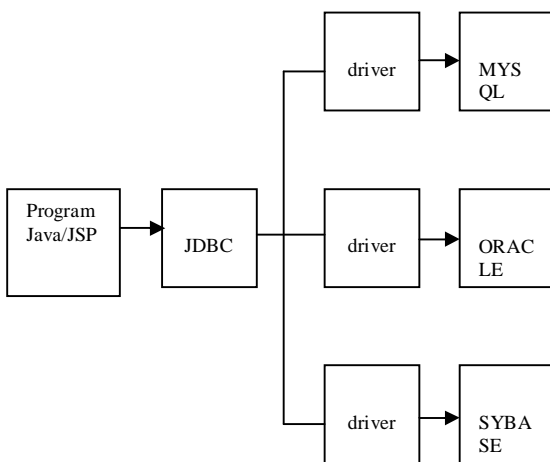 driver
MYS
QL
Program
Java/JSP
JDBC
driver
ORAC
LE
driver
SYBA
SE